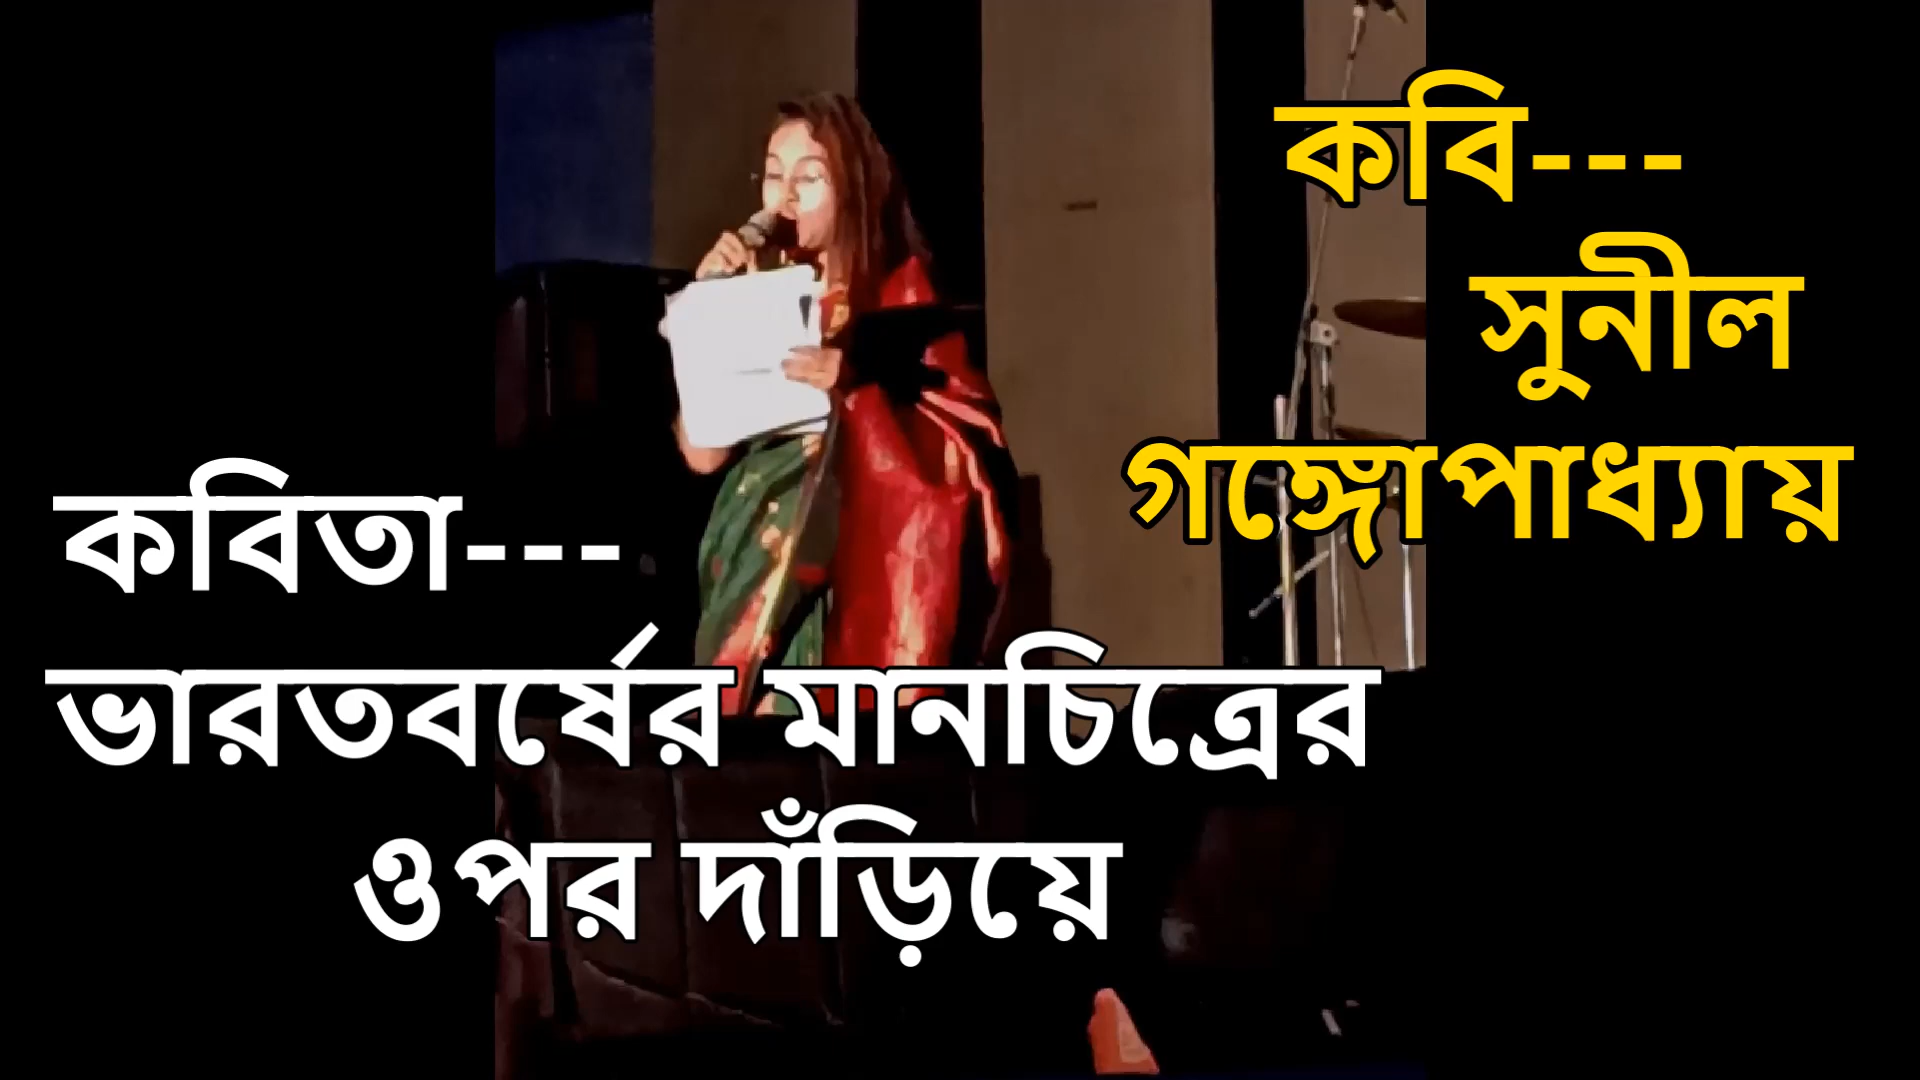 কবি---
সুনীল
গঙ্গোপাধ্যায়
কবিতা---
ভারতবর্ষের মানচিত্রের
ওপর দাঁড়িয়ে